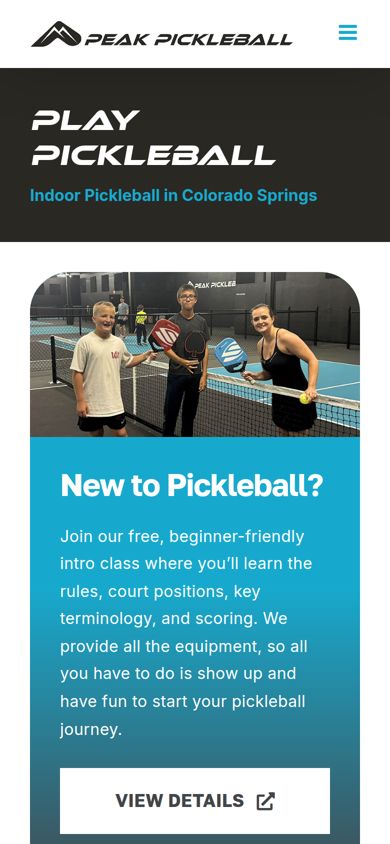 PEAK PICKLEBALL
PLAY
PICKLEBALL
Indoor Pickleball in Colorado Springs
PEAK PICKLEB
New to Pickleball?
Join our free, beginner-friendly
intro class where you’ll learn the
rules, court positions, key
terminology, and scoring. We
provide all the equipment, so all
you have to do is show up and
have fun to start your pickleball
journey.
VIEW DETAILS